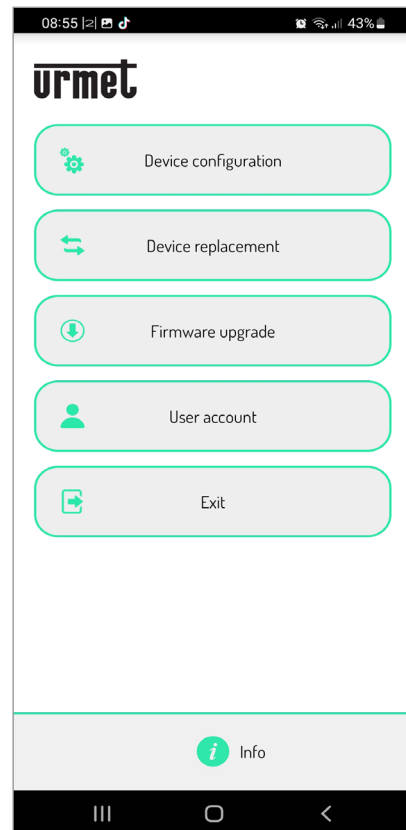 08:55
43%
urmet
Device configuration
Device replacement
Firmware upgrade
User account
Exit
i Info